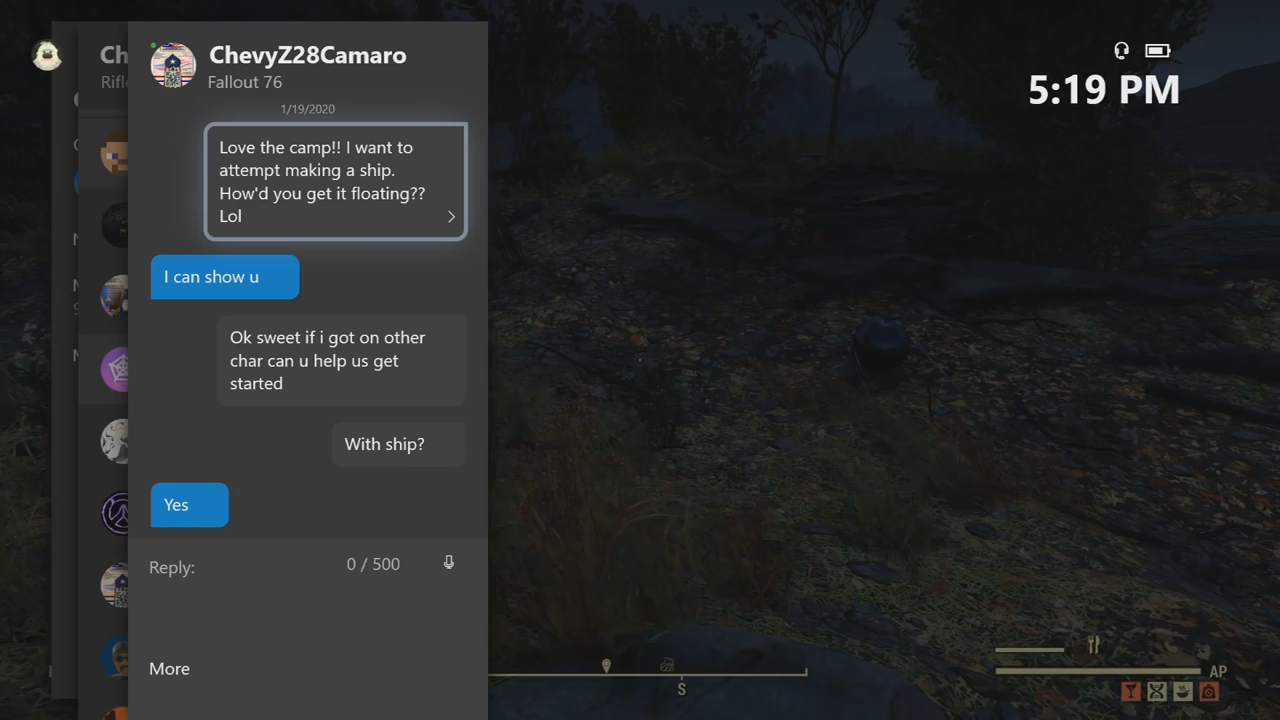 Ch
Rifle
ChevyZ28Camaro
Fallout 76
5:19 PM
1/19/2020
Love the camp!! I want to
attempt making a ship.
How'd you get it floating??
Lol
I can show u
Ok sweet if i got on other
char can u help us get
started
With ship?
Yes
Reply:
0 / 500
More
S
AP